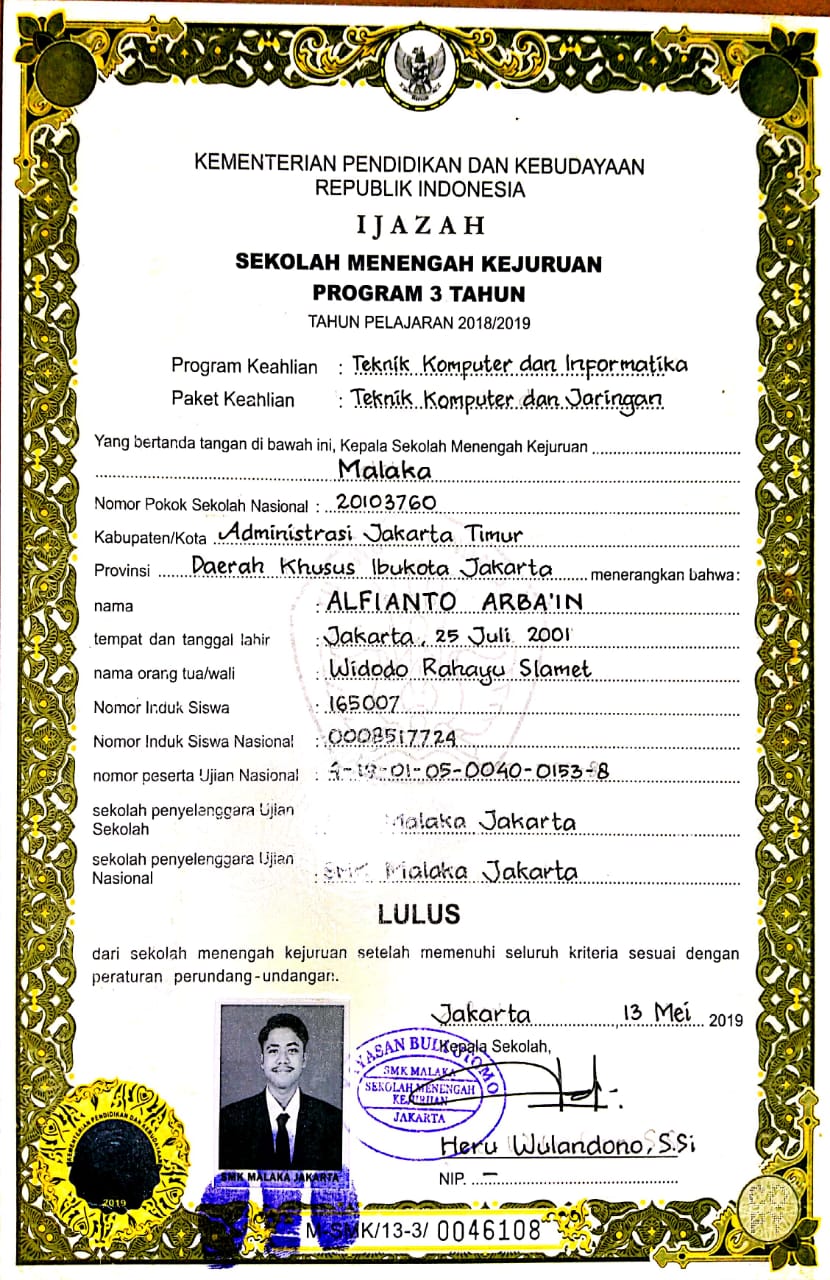 KEMENTERIAN PENDIDIKAN DAN KEBUDAYAAN
REPUBLIK INDONESIA
IJAZAH
SEKOLAH MENENGAH KEJURUAN
PROGRAM 3 TAHUN
TAHUN PELAJARAN 2018/2019
Program Keahlian : Teknik Komputer dan Informatika
Paket Keahlian : Teknik Komputer dan Jaringan
Yang bertanda tangan di bawah ini, Kepala Sekolah Menengah Kejuruan
Malaka
Nomor Pokok Sekolah Nasional : 20103760
Kabupaten/Kota Administrasi Jakarta Timur
Provinsi Daerah Khusus Ibukota Jakarta menerangkan bahwa:
nama : ALFIANTO ARBA'IN
tempat dan tanggal lahir : Jakarta, 25 Juli 2001
nama orang tua/wali : Widodo Rahayu Slamet
Nomor Induk Siswa : 165007
Nomor Induk Siswa Nasional : 0008517724
nomor peserta Ujian Nasional : -19-01-05-0040-0153-8
sekolah penyelenggara Ujian
Sekolah : Malaka Jakarta
sekolah penyelenggara Ujian
Nasional : SMK Malaka Jakarta
LULUS
dari sekolah menengah kejuruan setelah memenuhi seluruh kriteria sesuai dengan
peraturan perundang-undangan.
Jakarta, 13 Mei 2019
Kepala Sekolah,
YAYASAN BUDI UTOMO
SMK MALAKA
SEKOLAH MENENGAH
KEJURUAN
JAKARTA
Heru Wulandono, S.Si
NIP. -
SMK MALAKA JAKARTA
KEMENTERIAN PENDIDIKAN DAN KEBUDAYAAN
2019
M-SMK/13-3/ 0046108